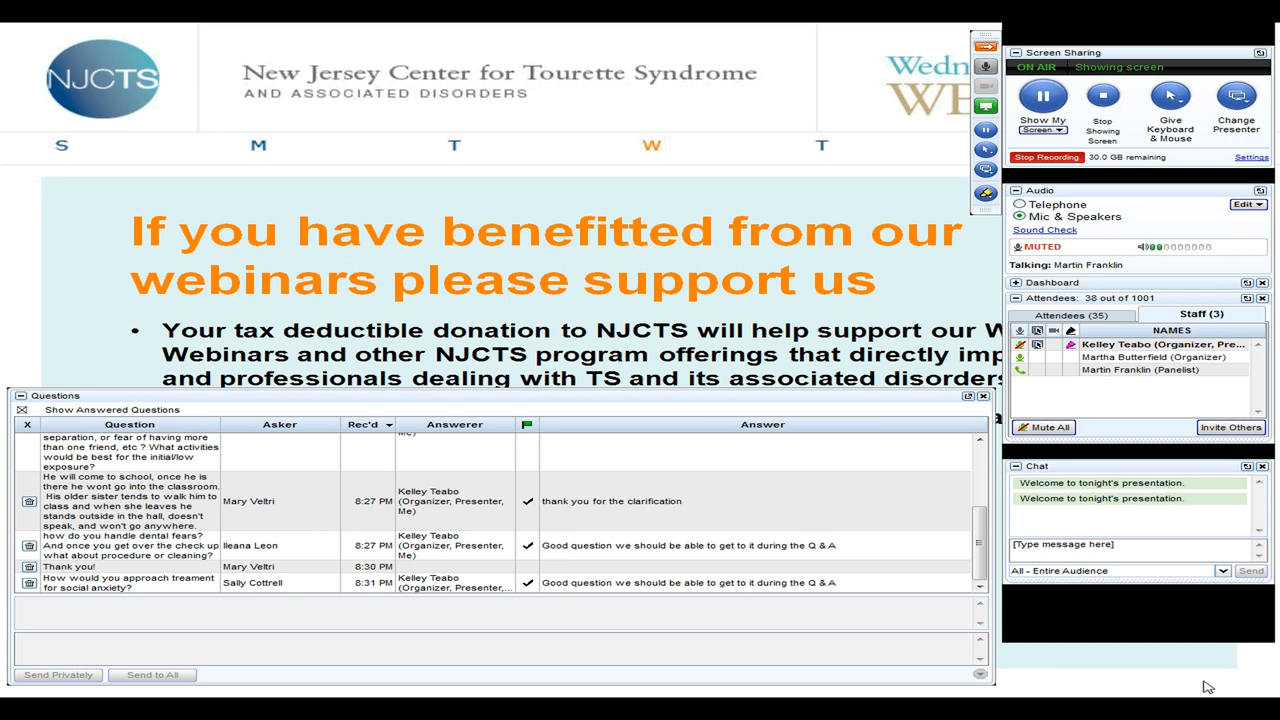 NJCTS
New Jersey Center for Tourette Syndrome
AND ASSOCIATED DISORDERS
Wedn
WE
S M T W T
If you have benefitted from our
webinars please support us
• Your tax deductible donation to NJCTS will help support our W
Webinars and other NJCTS program offerings that directly imp
and professionals dealing with TS and its associated disorders
Questions
Show Answered Questions
X Question Asker Rec'd Answerer Answer
separation, or fear of having more
than one friend, etc ? What activities
would be best for the initial/low
exposure?
Me)
He will come to school, once he is
there he wont go into the classroom.
His older sister tends to walk him to
class and when she leaves he
stands outside in the hall, doesn't
speak, and won't go anywhere.
Mary Veltri
8:27 PM
Kelley Teabo
(Organizer, Presenter,
Me)
thank you for the clarification
how do you handle dental fears?
And once you get over the check up
what about procedure or cleaning?
Ileana Leon
8:27 PM
Kelley Teabo
(Organizer, Presenter,
Me)
Good question we should be able to get to it during the Q & A
Thank you!
Mary Veltri
8:30 PM
How would you approach treament
for social anxiety?
Sally Cottrell
8:31 PM
Kelley Teabo
(Organizer, Presenter,...
Good question we should be able to get to it during the Q & A
Send Privately
Send to All
Screen Sharing
ON AIR Showing screen
Show My
Screen
Stop
Showing
Screen
Give
Keyboard
& Mouse
Change
Presenter
Stop Recording 30.0 GB remaining Settings
Audio
Telephone Edit
Mic & Speakers
Sound Check
MUTED
Talking: Martin Franklin
Dashboard
Attendees: 38 out of 1001
Attendees (35) Staff (3)
NAMES
Kelley Teabo (Organizer, Pre...
Martha Butterfield (Organizer)
Martin Franklin (Panelist)
Mute All Invite Others
Chat
Welcome to tonight's presentation.
Welcome to tonight's presentation.
[Type message here]
All - Entire Audience Send